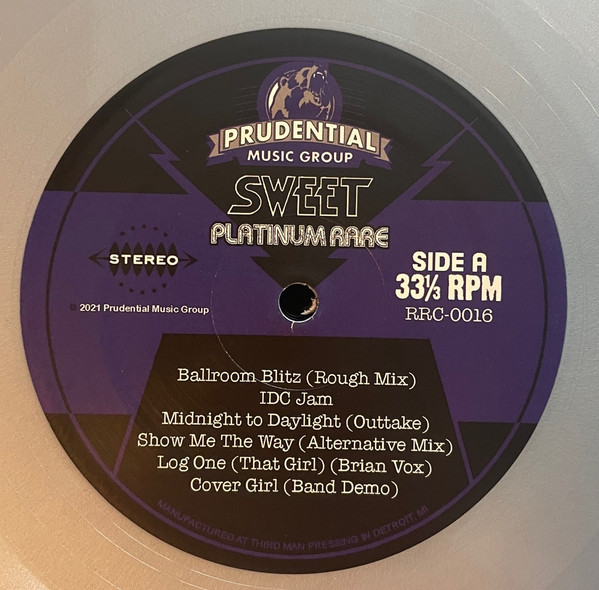 PRUDENTIAL
MUSIC GROUP
SWEET
PLATINUM RARE
STEREO
SIDE A
33⅓ RPM
RRC-0016
© 2021 Prudential Music Group
Ballroom Blitz (Rough Mix)
IDC Jam
Midnight to Daylight (Outtake)
Show Me The Way (Alternative Mix)
Log One (That Girl) (Brian Vox)
Cover Girl (Band Demo)
MANUFACTURED AT THIRD MAN PRESSING IN DETROIT, MI